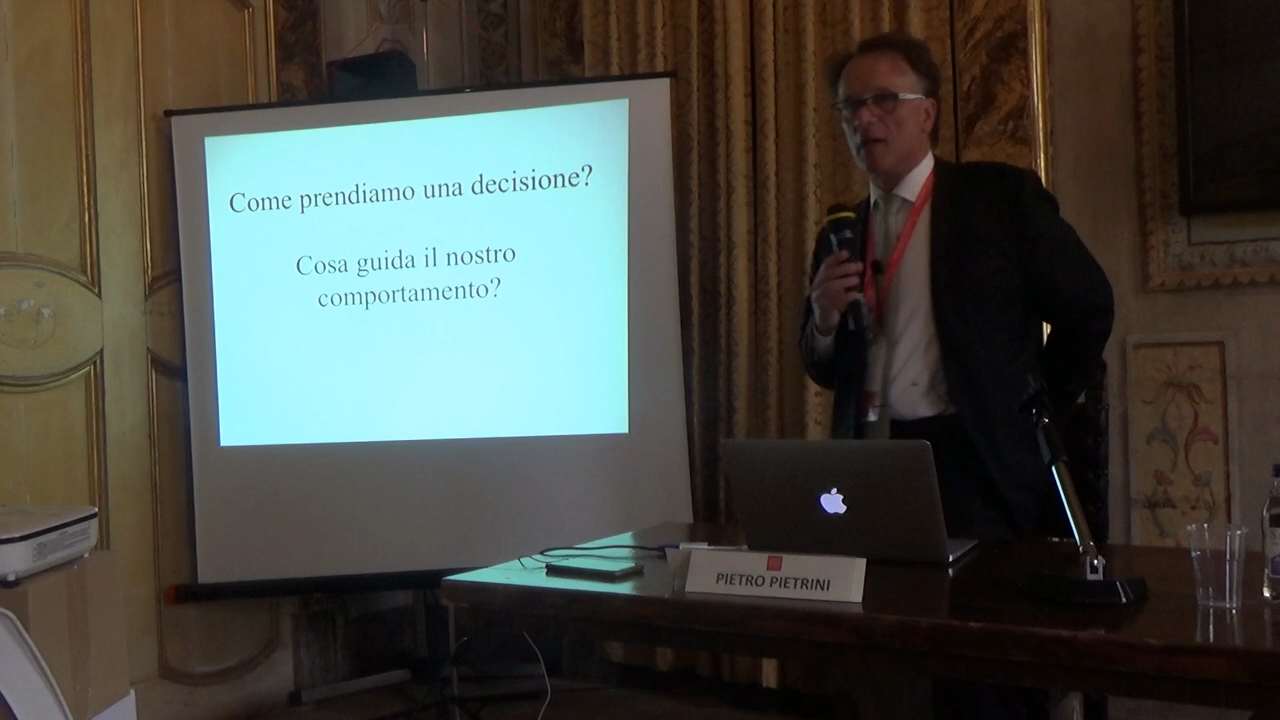 Come prendiamo una decisione?
Cosa guida il nostro
comportamento?
PIETRO PIETRINI